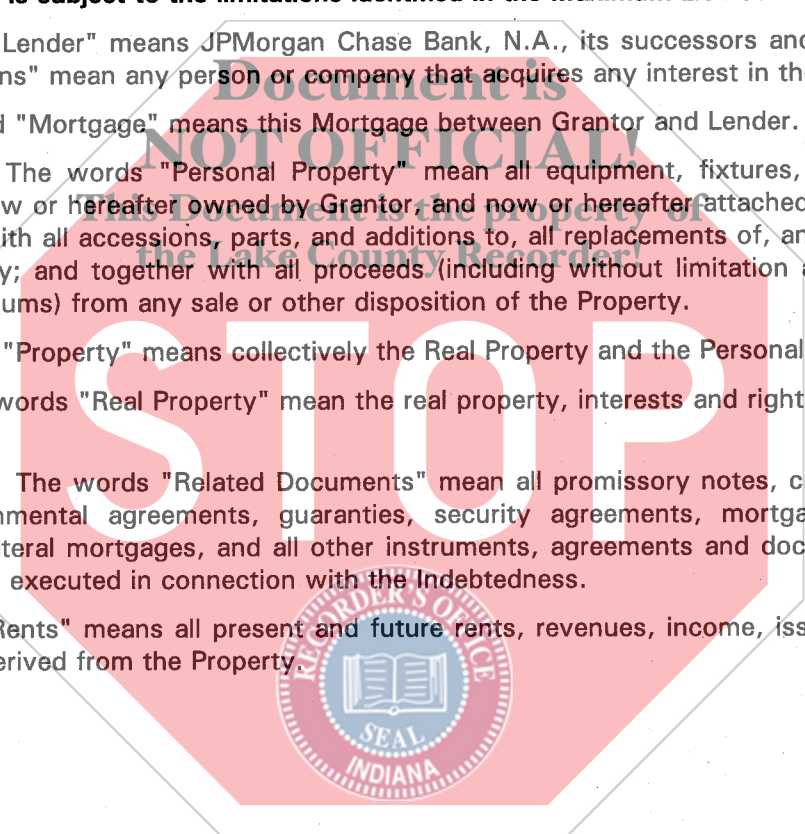 is subject to the limitations identified in the
Lender" means JPMorgan Chase Bank, N.A., its successors and
ns" mean any person or company that acquires any interest in the
Document is
d "Mortgage" means this Mortgage between Grantor and Lender.
NOT OFFICIAL!
The words "Personal Property" mean all equipment, fixtures,
w or hereafter owned by Grantor, and now or hereafter attached
This Document is the property of
ith all accessions, parts, and additions to, all replacements of, an
the Lake County Recorder!
y; and together with all proceeds (including without limitation a
ums) from any sale or other disposition of the Property.
"Property" means collectively the Real Property and the Personal
words "Real Property" mean the real property, interests and right
STOP
The words "Related Documents" mean all promissory notes, c
nmental agreements, guaranties, security agreements, mortga
teral mortgages, and all other instruments, agreements and doc
executed in connection with the Indebtedness.
Rents" means all present and future rents, revenues, income, iss
erived from the Property.
RECORDER'S OFFICE
SEAL
INDIANA